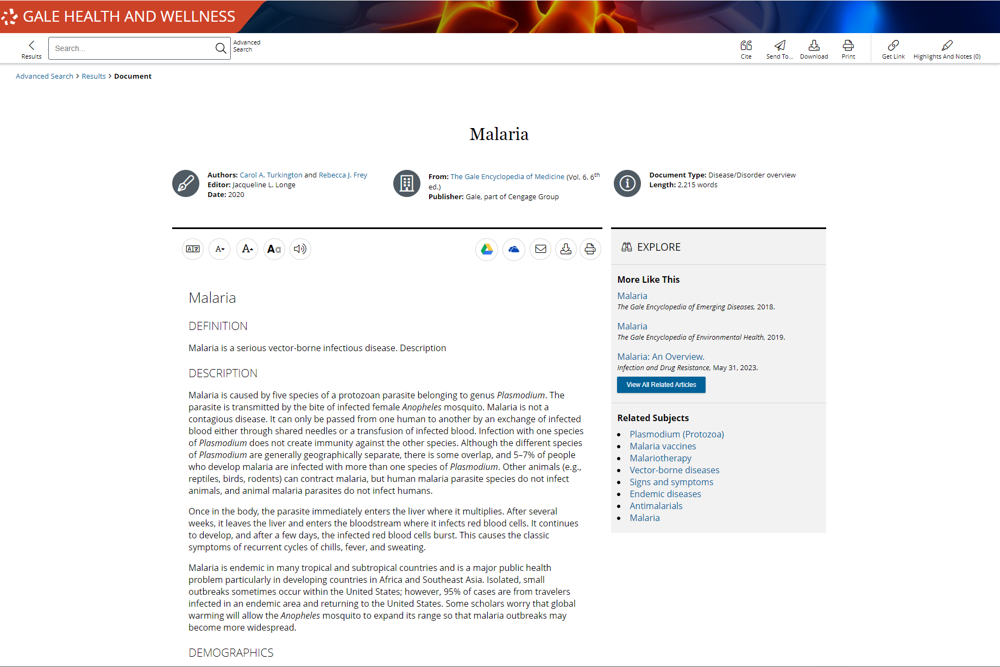 GALE HEALTH AND WELLNESS
Results
Search...
Advanced
Search
Cite
Send To...
Download
Print
Get Link
Highlights And Notes (0)
Advanced Search > Results > Document
Malaria
Authors: Carol A. Turkington and Rebecca J. Frey
Editor: Jacqueline L. Longe
Date: 2020
From: The Gale Encyclopedia of Medicine (Vol. 6. 6th
ed.)
Publisher: Gale, part of Cengage Group
Document Type: Disease/Disorder overview
Length: 2,215 words
A
A
Aa
Malaria
DEFINITION
Malaria is a serious vector-borne infectious disease. Description
DESCRIPTION
Malaria is caused by five species of a protozoan parasite belonging to genus Plasmodium. The
parasite is transmitted by the bite of infected female Anopheles mosquito. Malaria is not a
contagious disease. It can only be passed from one human to another by an exchange of infected
blood either through shared needles or a transfusion of infected blood. Infection with one species
of Plasmodium does not create immunity against the other species. Although the different species
of Plasmodium are generally geographically separate, there is some overlap, and 5–7% of people
who develop malaria are infected with more than one species of Plasmodium. Other animals (e.g.,
reptiles, birds, rodents) can contract malaria, but human malaria parasite species do not infect
animals, and animal malaria parasites do not infect humans.
Once in the body, the parasite immediately enters the liver where it multiplies. After several
weeks, it leaves the liver and enters the bloodstream where it infects red blood cells. It continues
to develop, and after a few days, the infected red blood cells burst. This causes the classic
symptoms of recurrent cycles of chills, fever, and sweating.
Malaria is endemic in many tropical and subtropical countries and is a major public health
problem particularly in developing countries in Africa and Southeast Asia. Isolated, small
outbreaks sometimes occur within the United States; however, 95% of cases are from travelers
infected in an endemic area and returning to the United States. Some scholars worry that global
warming will allow the Anopheles mosquito to expand its range so that malaria outbreaks may
become more widespread.
DEMOGRAPHICS
EXPLORE
More Like This
Malaria
The Gale Encyclopedia of Emerging Diseases, 2018.
Malaria
The Gale Encyclopedia of Environmental Health, 2019.
Malaria: An Overview.
Infection and Drug Resistance, May 31, 2023.
View All Related Articles
Related Subjects
Plasmodium (Protozoa)
Malaria vaccines
Malariotherapy
Vector-borne diseases
Signs and symptoms
Endemic diseases
Antimalarials
Malaria